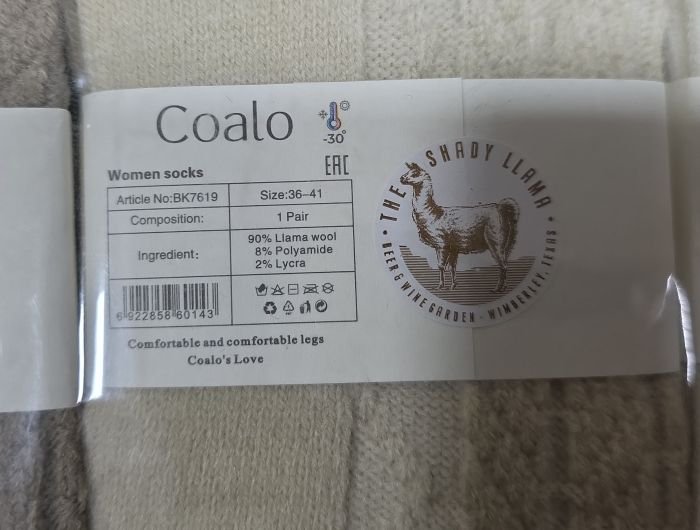 Coalo
-30°
EAC
Women socks
Article No:BK7619
Size:36–41
Composition:
1 Pair
Ingredient:
90% Llama wool
8% Polyamide
2% Lycra
6 922858 60143
Comfortable and comfortable legs
Coalo's Love
THE SHADY LLAMA
BEER & WINE GARDEN · WIMBERLEY, TEXAS